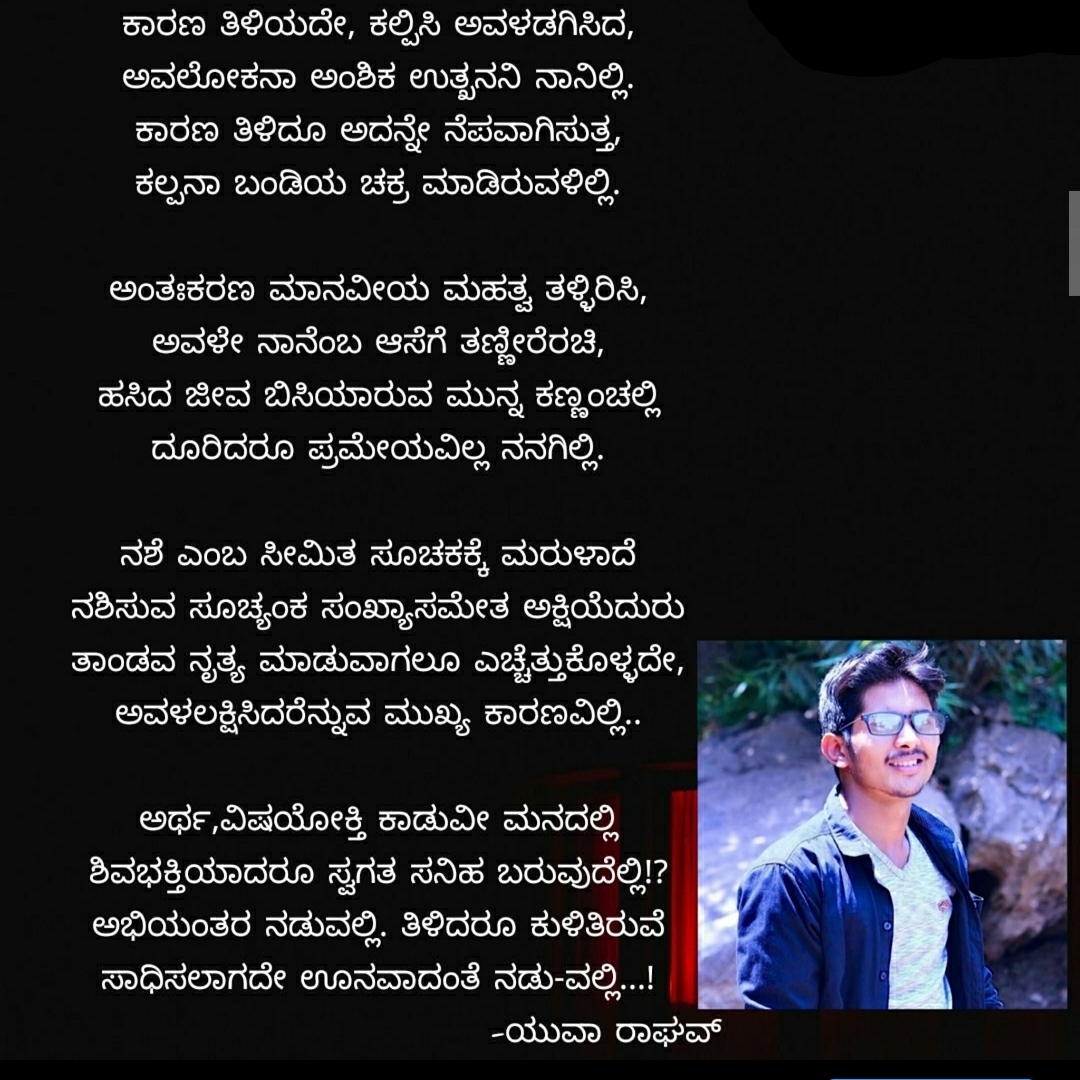 ಕಾರಣ ತಿಳಿಯದೇ, ಕಲ್ಪಿಸಿ ಅವಳಡಗಿಸಿದ,
ಅವಲೋಕನಾ ಅಂಶಿಕ ಉತ್ಖನನಿ ನಾನಿಲ್ಲಿ.
ಕಾರಣ ತಿಳಿದೂ ಅದನ್ನೇ ನೆಪವಾಗಿಸುತ್ತ,
ಕಲ್ಪನಾ ಬಂಡಿಯ ಚಕ್ರ ಮಾಡಿರುವಳಿಲ್ಲಿ.
ಅಂತಃಕರಣ ಮಾನವೀಯ ಮಹತ್ವ ತಳ್ಳಿರಿಸಿ,
ಅವಳೇ ನಾನೆಂಬ ಆಸೆಗೆ ತಣ್ಣೀರೆರಚಿ,
ಹಸಿದ ಜೀವ ಬಿಸಿಯಾರುವ ಮುನ್ನ ಕಣ್ಣಂಚಲ್ಲಿ
ದೂರಿದರೂ ಪ್ರಮೇಯವಿಲ್ಲ ನನಗಿಲ್ಲಿ.
ನಶೆ ಎಂಬ ಸೀಮಿತ ಸೂಚಕಕ್ಕೆ ಮರುಳಾದೆ
ನಶಿಸುವ ಸೂಚ್ಯಂಕ ಸಂಖ್ಯಾಸಮೇತ ಅಕ್ಷಿಯೆದುರು
ತಾಂಡವ ನೃತ್ಯ ಮಾಡುವಾಗಲೂ ಎಚ್ಚೆತ್ತುಕೊಳ್ಳದೇ,
ಅವಳಲಕ್ಷಿಸಿದರೆನ್ನುವ ಮುಖ್ಯ ಕಾರಣವಿಲ್ಲಿ..
ಅರ್ಥ,ವಿಷಯೋಕ್ತಿ ಕಾಡುವೀ ಮನದಲ್ಲಿ
ಶಿವಭಕ್ತಿಯಾದರೂ ಸ್ವಗತ ಸನಿಹ ಬರುವುದೆಲ್ಲಿ!?
ಅಭಿಯಂತರ ನಡುವಲ್ಲಿ. ತಿಳಿದರೂ ಕುಳಿತಿರುವೆ
ಸಾಧಿಸಲಾಗದೇ ಊನವಾದಂತೆ ನಡು-ವಲ್ಲಿ...!
-ಯುವಾ ರಾಘವ್